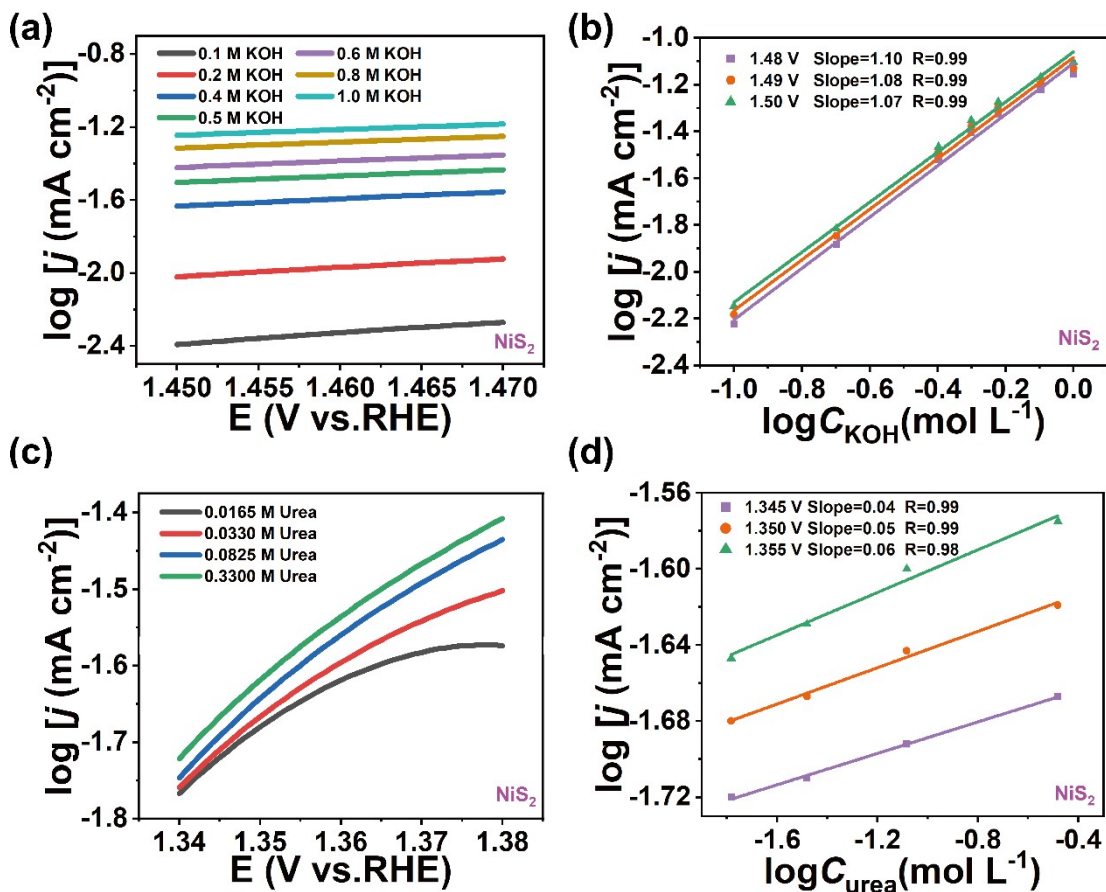 (a)
0.1 M KOH 0.6 M KOH
0.2 M KOH 0.8 M KOH
0.4 M KOH 1.0 M KOH
0.5 M KOH
-0.8
-1.2
-1.6
-2.0
-2.4
log [j (mA cm⁻²)]
NiS₂
1.450 1.455 1.460 1.465 1.470
E (V vs.RHE)
(b)
1.48 V Slope=1.10 R=0.99
1.49 V Slope=1.08 R=0.99
1.50 V Slope=1.07 R=0.99
-1.0
-1.2
-1.4
-1.6
-1.8
-2.0
-2.2
-2.4
log [j (mA cm⁻²)]
NiS₂
-1.0 -0.8 -0.6 -0.4 -0.2 0.0
logC_KOH(mol L⁻¹)
(c)
0.0165 M Urea
0.0330 M Urea
0.0825 M Urea
0.3300 M Urea
-1.4
-1.5
-1.6
-1.7
-1.8
log [j (mA cm⁻²)]
NiS₂
1.34 1.35 1.36 1.37 1.38
E (V vs.RHE)
(d)
1.345 V Slope=0.04 R=0.99
1.350 V Slope=0.05 R=0.99
1.355 V Slope=0.06 R=0.98
-1.56
-1.60
-1.64
-1.68
-1.72
log [j (mA cm⁻²)]
NiS₂
-1.6 -1.2 -0.8 -0.4
logC_urea(mol L⁻¹)